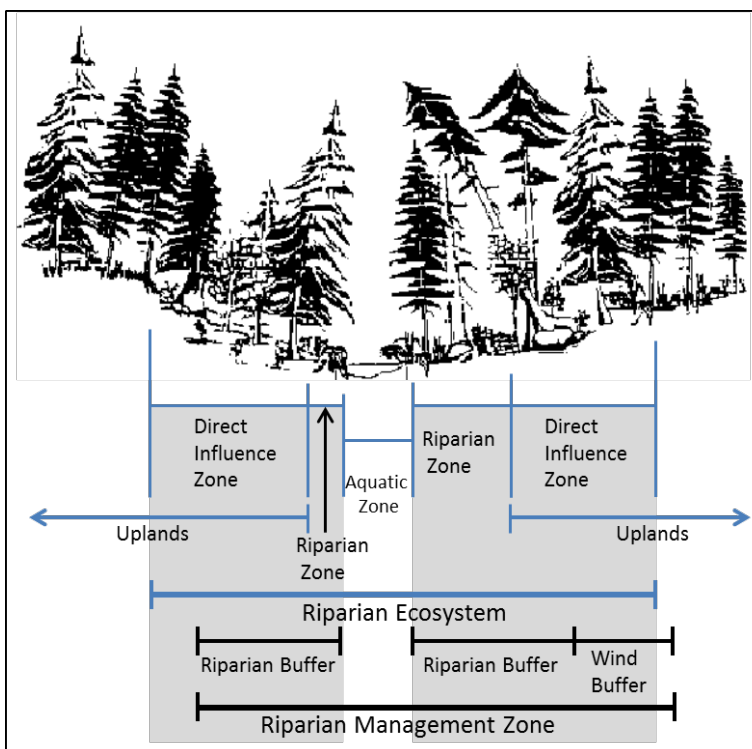 Direct
Influence
Zone
Riparian
Zone
Direct
Influence
Zone
Aquatic
Zone
Uplands
Riparian
Zone
Uplands
Riparian Ecosystem
Riparian Buffer
Riparian Buffer
Wind
Buffer
Riparian Management Zone